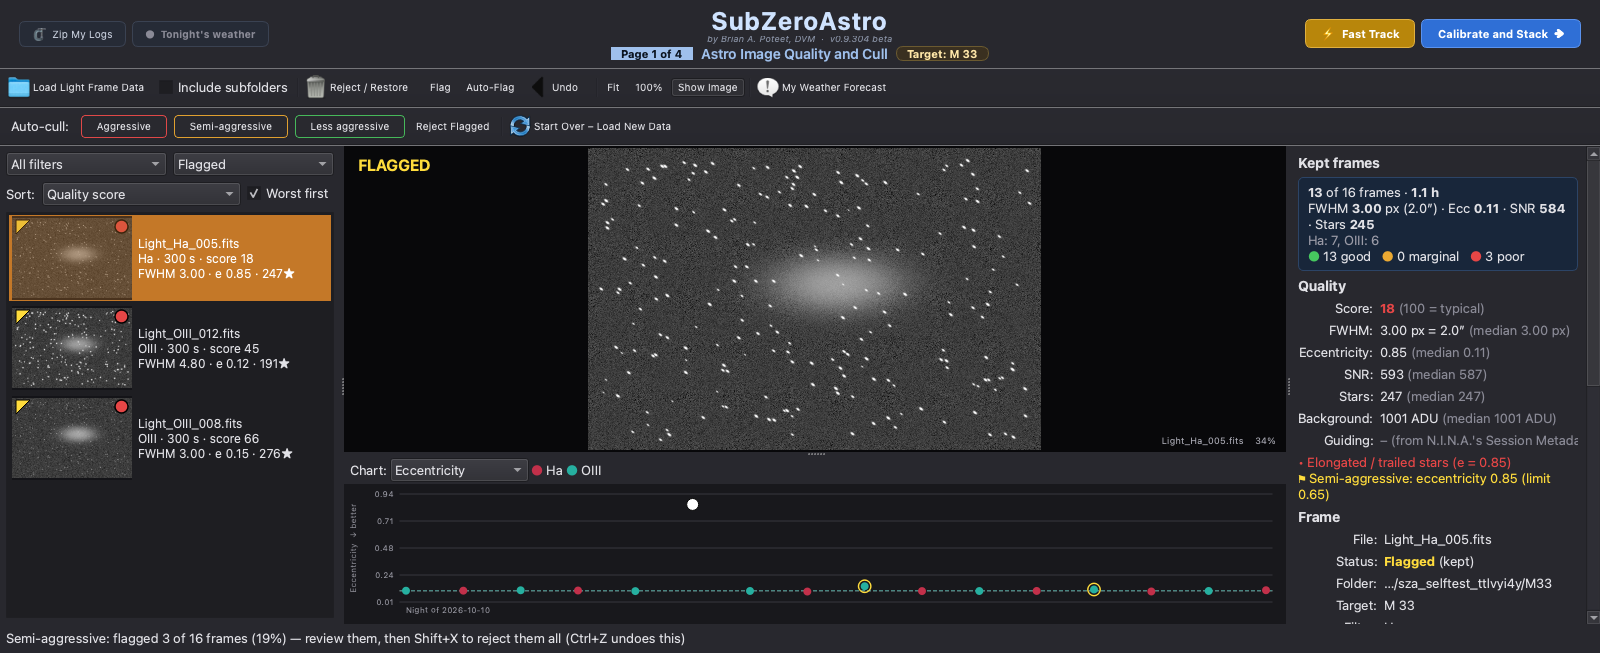 Zip My Logs
Tonight's weather
SubZeroAstro
by Brian A. Poteet, DVM · v0.9.304 beta
Page 1 of 4
Astro Image Quality and Cull
Target: M 33
Fast Track
Calibrate and Stack
Load Light Frame Data
Include subfolders
Reject / Restore
Flag
Auto-Flag
Undo
Fit
100%
Show Image
My Weather Forecast
Auto-cull:
Aggressive
Semi-aggressive
Less aggressive
Reject Flagged
Start Over – Load New Data
All filters
Flagged
Sort:
Quality score
Worst first
Light_Ha_005.fits
Ha · 300 s · score 18
FWHM 3.00 · e 0.85 · 247★
Light_OIII_012.fits
OIII · 300 s · score 45
FWHM 4.80 · e 0.12 · 191★
Light_OIII_008.fits
OIII · 300 s · score 66
FWHM 3.00 · e 0.15 · 276★
FLAGGED
Light_Ha_005.fits 34%
Chart:
Eccentricity
Ha
OIII
Eccentricity ↓ better
0.94
0.71
0.48
0.24
0.01
Night of 2026-10-10
Kept frames
13 of 16 frames · 1.1 h
FWHM 3.00 px (2.0″) · Ecc 0.11 · SNR 584
· Stars 245
Ha: 7, OIII: 6
13 good
0 marginal
3 poor
Quality
Score: 18 (100 = typical)
FWHM: 3.00 px = 2.0″ (median 3.00 px)
Eccentricity: 0.85 (median 0.11)
SNR: 593 (median 587)
Stars: 247 (median 247)
Background: 1001 ADU (median 1001 ADU)
Guiding: – (from N.I.N.A.'s Session Metada
• Elongated / trailed stars (e = 0.85)
⚑ Semi-aggressive: eccentricity 0.85 (limit
0.65)
Frame
File: Light_Ha_005.fits
Status: Flagged (kept)
Folder: …/sza_selftest_ttlvyi4y/M33
Target: M 33
Semi-aggressive: flagged 3 of 16 frames (19%) — review them, then Shift+X to reject them all (Ctrl+Z undoes this)